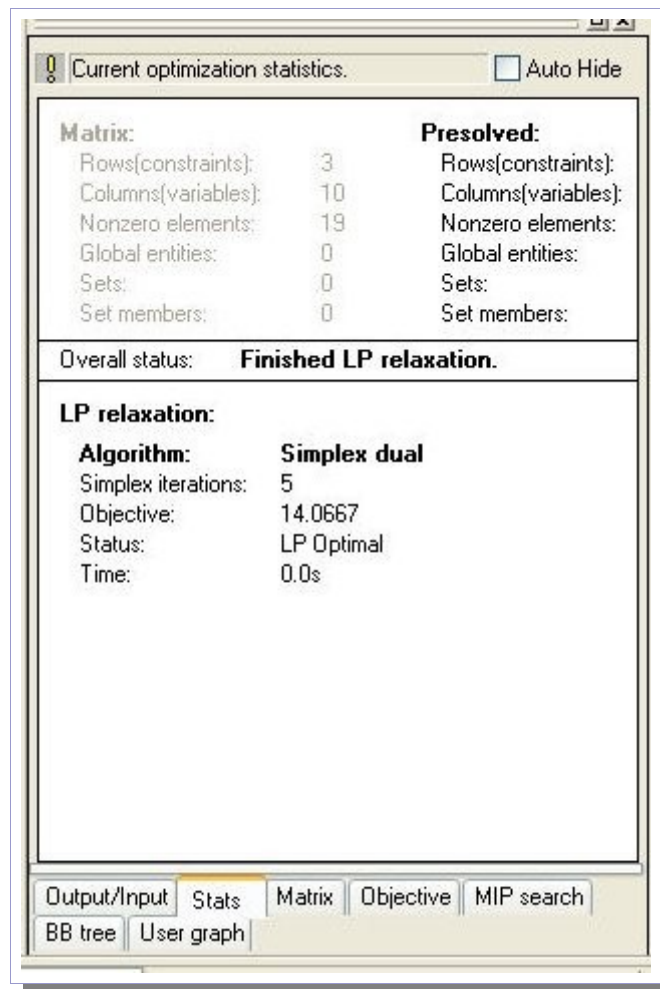 Current optimization statistics. Auto Hide
Matrix: Presolved:
Rows(constraints): 3 Rows(constraints):
Columns(variables): 10 Columns(variables):
Nonzero elements: 19 Nonzero elements:
Global entities: 0 Global entities:
Sets: 0 Sets:
Set members: 0 Set members:
Overall status: Finished LP relaxation.
LP relaxation:
Algorithm: Simplex dual
Simplex iterations: 5
Objective: 14.0667
Status: LP Optimal
Time: 0.0s
Output/Input Stats Matrix Objective MIP search
BB tree User graph